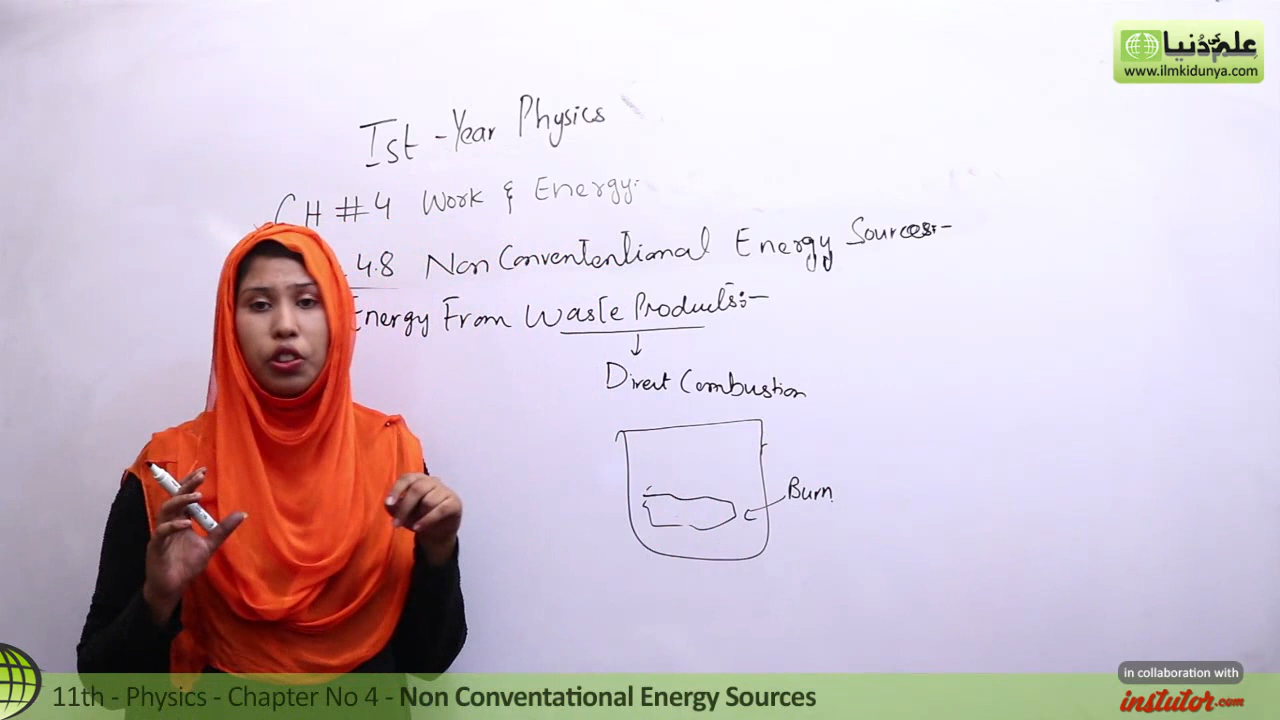 علم کی دنیا
www.ilmkidunya.com
Ist - Year Physics
CH # 4 Work & Energy:
4.8 Non Convententional Energy Sources:-
Energy From Waste Products:-
Direct Combustion
Burn
in collaboration with
instutor.com
11th - Physics - Chapter No 4 - Non Conventational Energy Sources